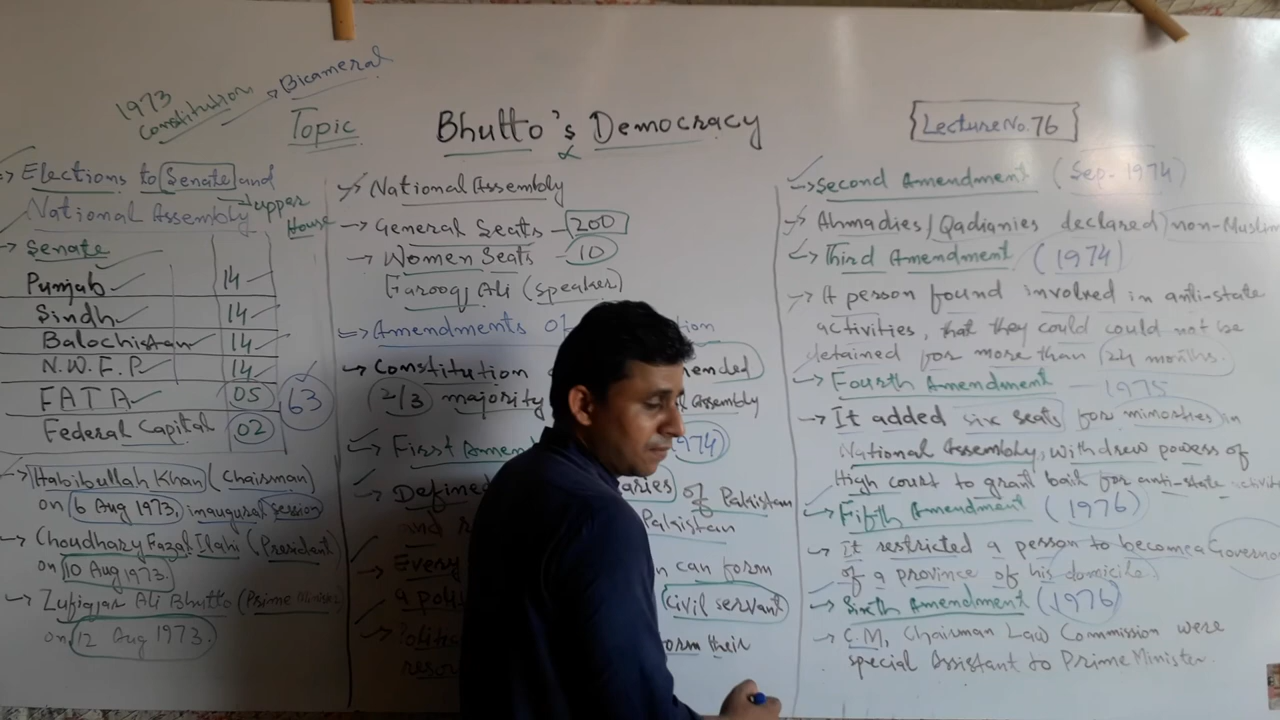 1973
Constitution → Bicameral
Topic
Bhutto's Democracy
Lecture No. 76
→ Elections to Senate and
→ upper House
National Assembly
→ Senate
Punjab 14
Sindh 14
Balochistan 14
N.W.F.P 14
FATA 05
Federal Capital 02
63
→ Habibullah Khan (Chairman)
on 6 Aug 1973, inaugural session
→ Choudhary Fazal Ilahi (President)
on 10 Aug 1973.
→ Zufiqar Ali Bhutto (Prime Minister)
on 12 Aug 1973.
→ National Assembly
→ General Seats - 200
→ Women Seats - 10
Farooq Ali (Speaker)
⇒ Amendments
→ Constitution
2/3 majority Assembly
→ First 1974
→ Defined of Pakistan
and Pakistan
→ Every can form
a civil servant
→ their
→ Second Amendment (Sep-1974)
→ Ahmadies/Qadianies declared non-Muslim
→ Third Amendment (1974)
→ A person found involved in anti-state
activities, that they could could not be
detained for more than 24 months.
→ Fourth Amendment - 1975
→ It added six seats for minorities in
National Assembly, withdrew powers of
High court to grant bail for anti-state
→ Fifth Amendment (1976)
→ It restricted a person to become a Governor
of a province of his domicile.
→ Sixth Amendment (1976)
→ C.M, Chairman Law Commission were
special Assistant to Prime Minister.